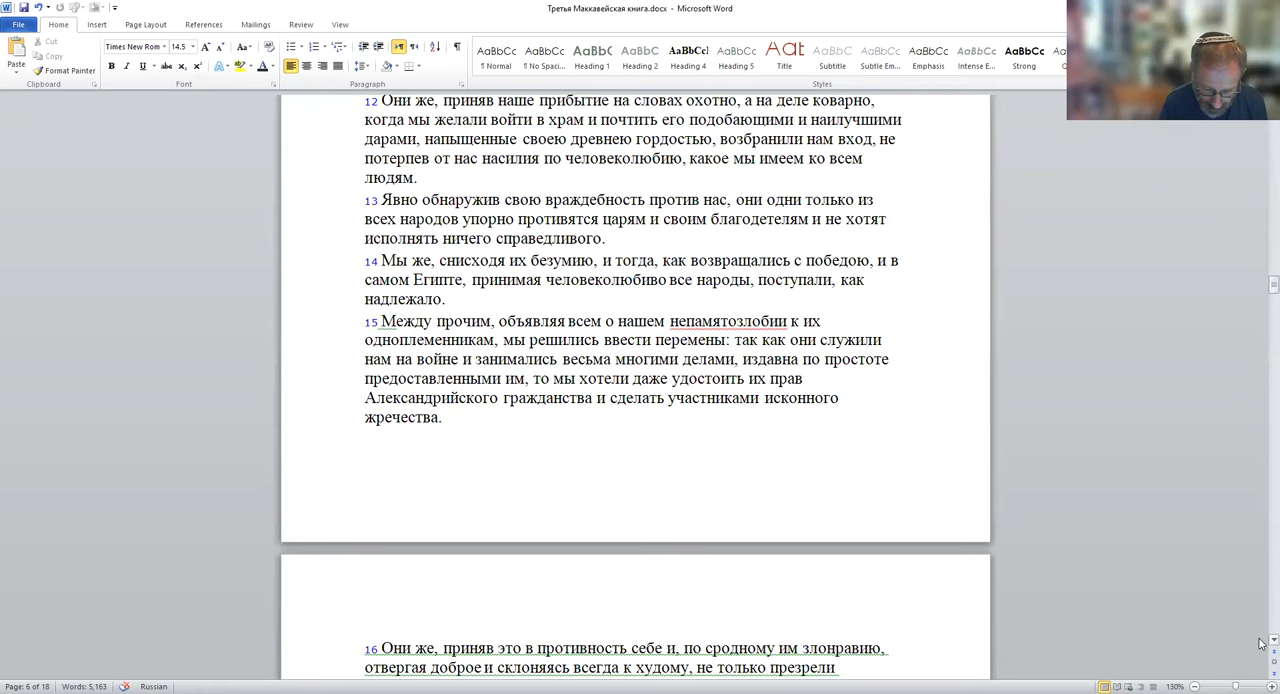 Третья Маккавейская книга.docx - Microsoft Word
File Home Insert Page Layout References Mailings Review View
Cut
Copy
Paste
Format Painter
Times New Rom 14.5
AaBbCc AaBbCc AaBbC AaBbC AaBbCcl AaBbC AaBbCc AaBbCc AaBbCc AaBbCc AaBbCc
¶ Normal ¶ No Spaci... Heading 1 Heading 2 Heading 4 Heading 5 Title Subtitle Subtle Em... Emphasis Intense E... Strong
Clipboard Font Paragraph Styles
12 Они же, приняв наше прибытие на словах охотно, а на деле коварно,
когда мы желали войти в храм и почтить его подобающими и наилучшими
дарами, напыщенные своею древнею гордостью, возбранили нам вход, не
потерпев от нас насилия по человеколюбию, какое мы имеем ко всем
людям.
13 Явно обнаружив свою враждебность против нас, они одни только из
всех народов упорно противятся царям и своим благодетелям и не хотят
исполнять ничего справедливого.
14 Мы же, снисходя их безумию, и тогда, как возвращались с победою, и в
самом Египте, принимая человеколюбиво все народы, поступали, как
надлежало.
15 Между прочим, объявляя всем о нашем непамятозлобии к их
одноплеменникам, мы решились ввести перемены: так как они служили
нам на войне и занимались весьма многими делами, издавна по простоте
предоставленными им, то мы хотели даже удостоить их прав
Александрийского гражданства и сделать участниками исконного
жречества.
16 Они же, приняв это в противность себе и, по сродному им злонравию,
отвергая доброе и склоняясь всегда к худому, не только презрели
Page: 6 of 18 Words: 5,163 Russian 130%